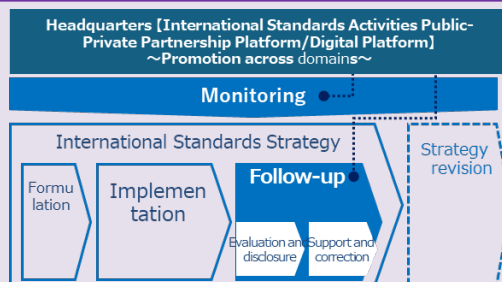 Headquarters【International Standards Activities Public-
Private Partnership Platform/Digital Platform】
～Promotion across domains～
Monitoring
International Standards Strategy
Strategy
revision
Formu
lation
Implemen
tation
Follow-up
Evaluation and
disclosure
Support and
correction